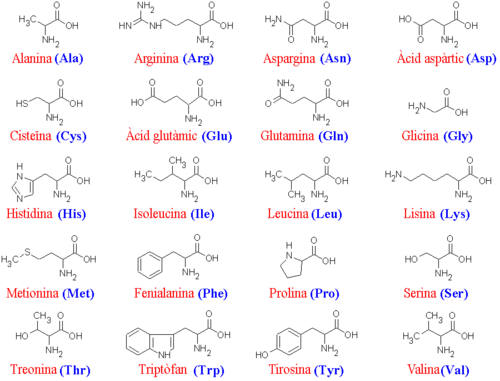 Alanina (Ala) Arginina (Arg) Aspargina (Asn) Àcid aspàrtic (Asp)
Cisteïna (Cys) Àcid glutàmic (Glu) Glutamina (Gln) Glicina (Gly)
Histidina (His) Isoleucina (Ile) Leucina (Leu) Lisina (Lys)
Metionina (Met) Fenialanina (Phe) Prolina (Pro) Serina (Ser)
Treonina (Thr) Triptòfan (Trp) Tirosina (Tyr) Valina(Val)